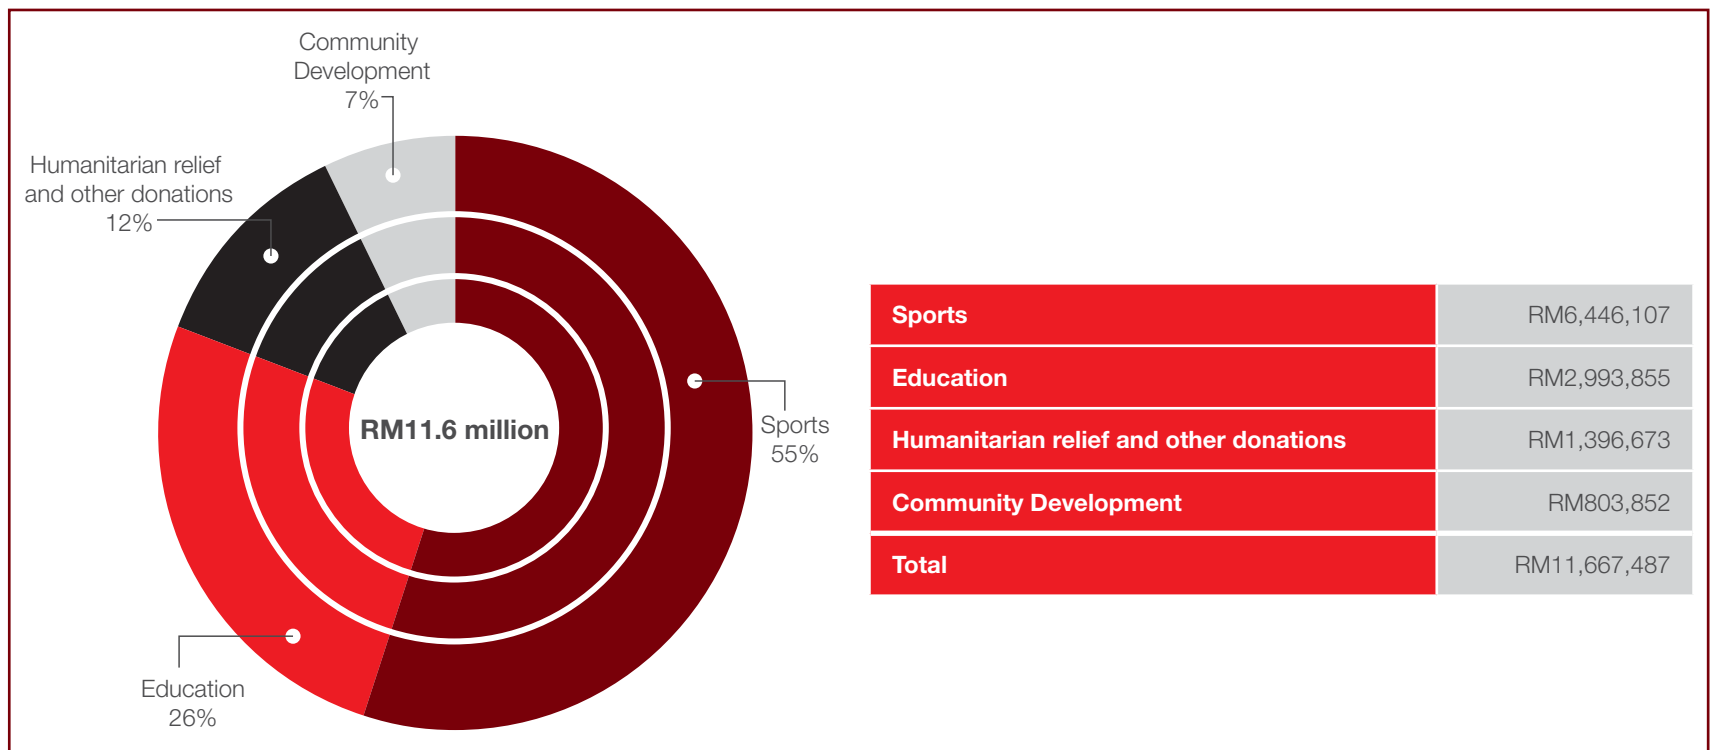 Community
Development
7%
Humanitarian relief
and other donations
12%
RM11.6 million
Sports
55%
Education
26%
Sports RM6,446,107
Education RM2,993,855
Humanitarian relief and other donations RM1,396,673
Community Development RM803,852
Total RM11,667,487